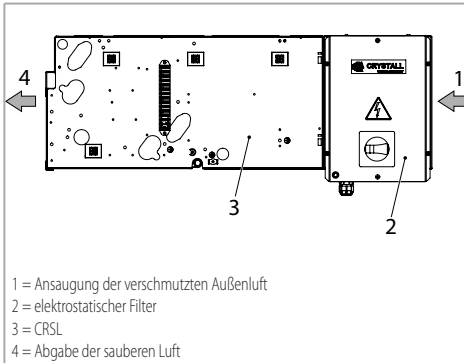 4
1
CRYSTALL
3
2
1 = Ansaugung der verschmutzten Außenluft
2 = elektrostatischer Filter
3 = CRSL
4 = Abgabe der sauberen Luft